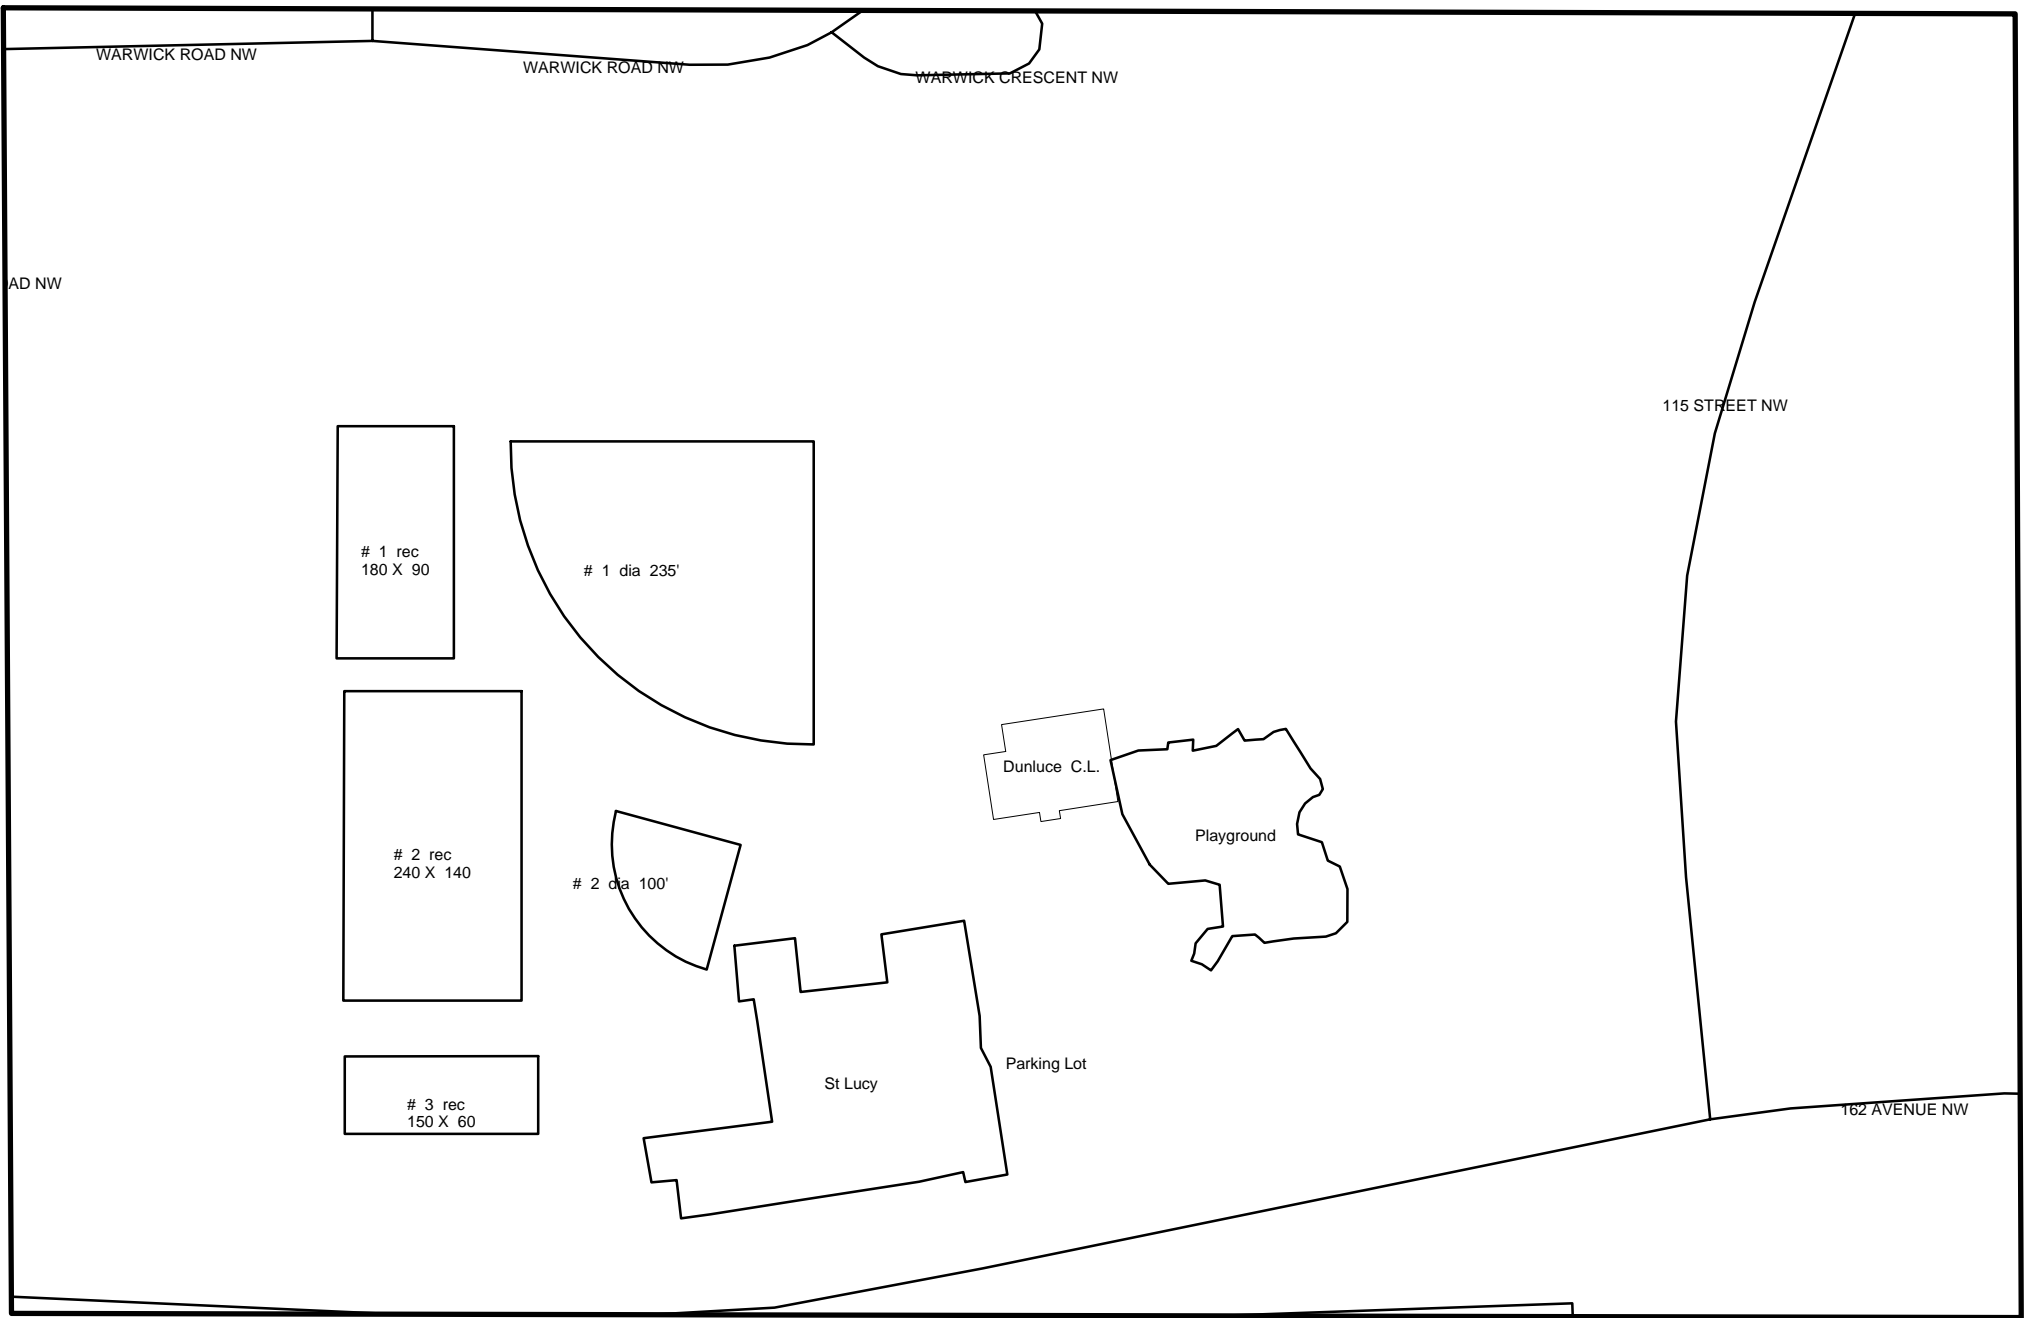 WARWICK ROAD NW
WARWICK ROAD NW
WARWICK CRESCENT NW
AD NW
115 STREET NW
# 1 rec
180 X 90
# 1 dia 235'
Dunluce C.L.
Playground
# 2 rec
240 X 140
# 2 dia 100'
Parking Lot
St Lucy
# 3 rec
150 X 60
162 AVENUE NW